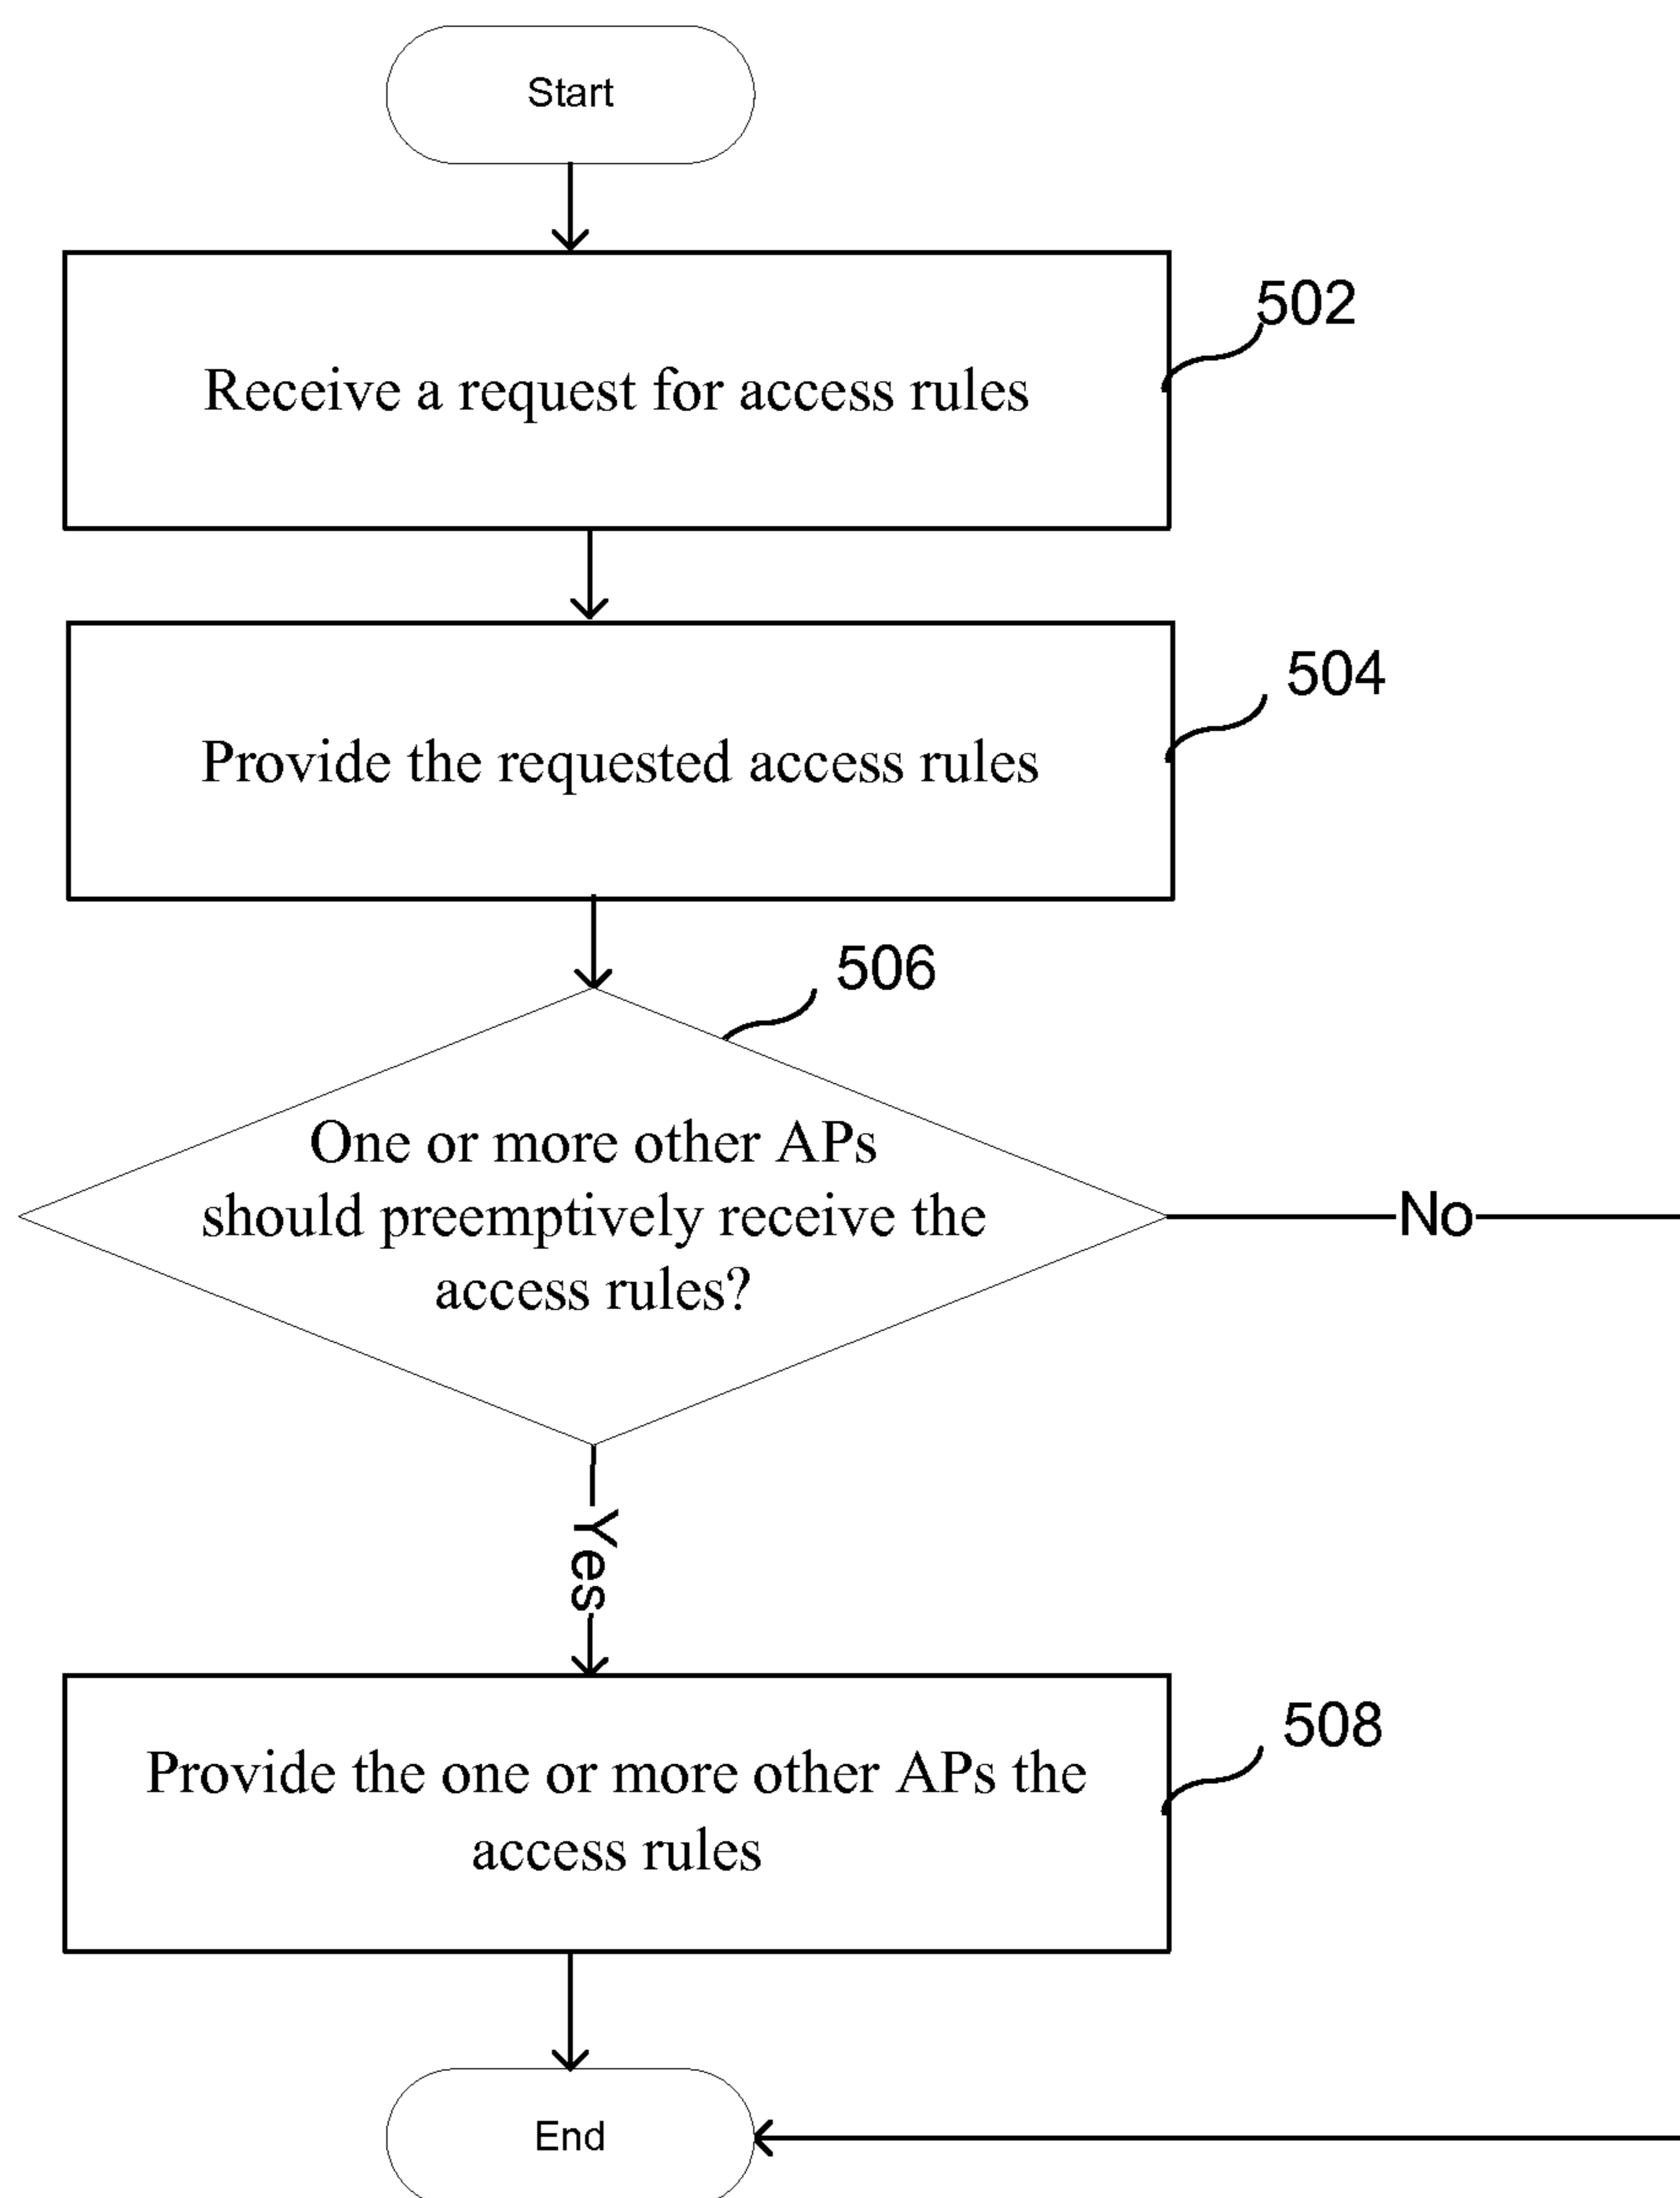 Start
502
Receive a request for access rules
504
Provide the requested access rules
506
One or more other APs
should preemptively receive the
access rules?
No
Yes
508
Provide the one or more other APs the
access rules
End